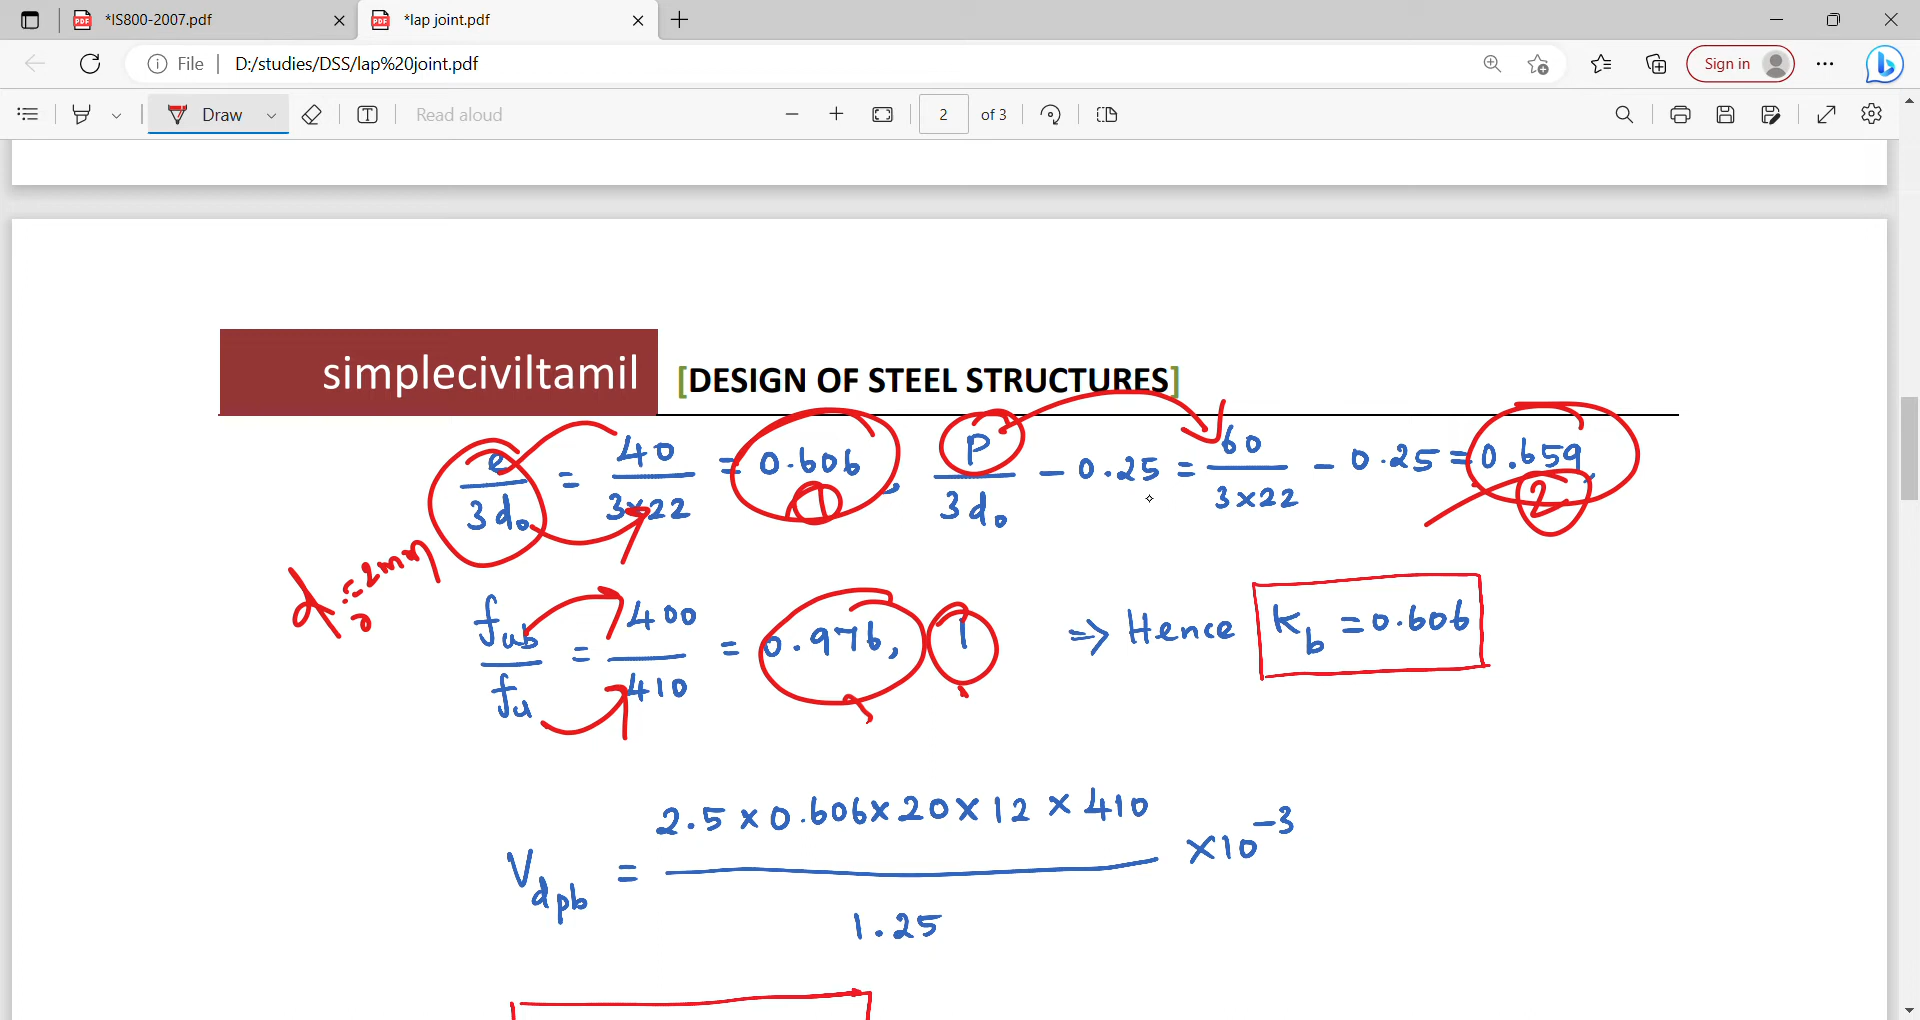 *IS800-2007.pdf
*lap joint.pdf
File | D:/studies/DSS/lap%20joint.pdf
Sign in
Draw
Read aloud
2 of 3
simpleciviltamil [DESIGN OF STEEL STRUCTURES]
e/3d₀ = 40/3×22 = 0.606, P/3d₀ - 0.25 = 60/3×22 - 0.25 = 0.659,
1 2
fub/fu = 400/410 = 0.976, 1 => Hence Kb = 0.606
Vdpb = 2.5 × 0.606 × 20 × 12 × 410 / 1.25 × 10⁻³